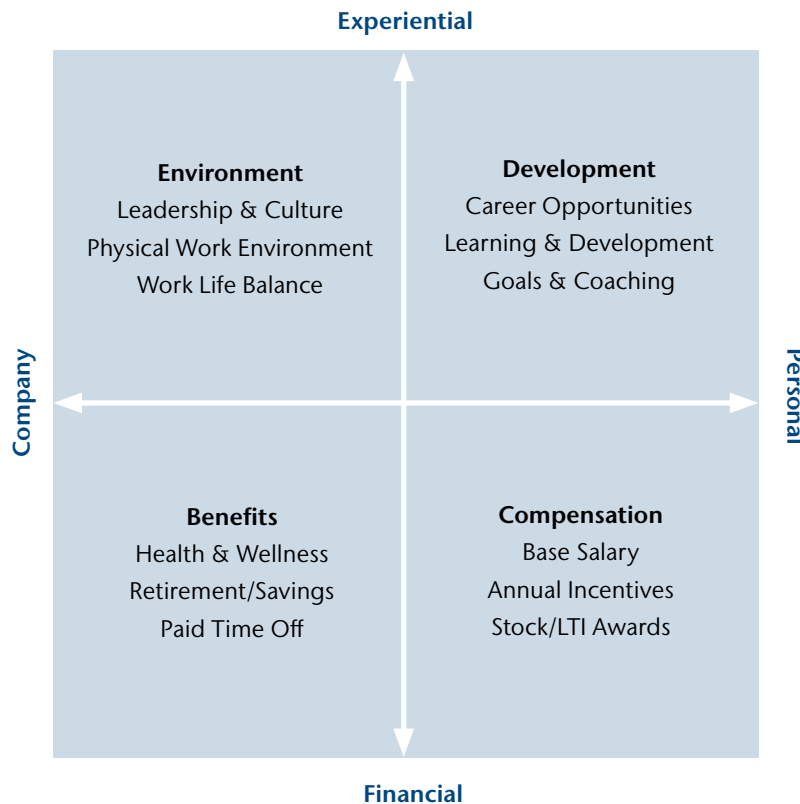 Experiential
Environment
Leadership & Culture
Physical Work Environment
Work Life Balance
Development
Career Opportunities
Learning & Development
Goals & Coaching
Company
Personal
Benefits
Health & Wellness
Retirement/Savings
Paid Time Off
Compensation
Base Salary
Annual Incentives
Stock/LTI Awards
Financial